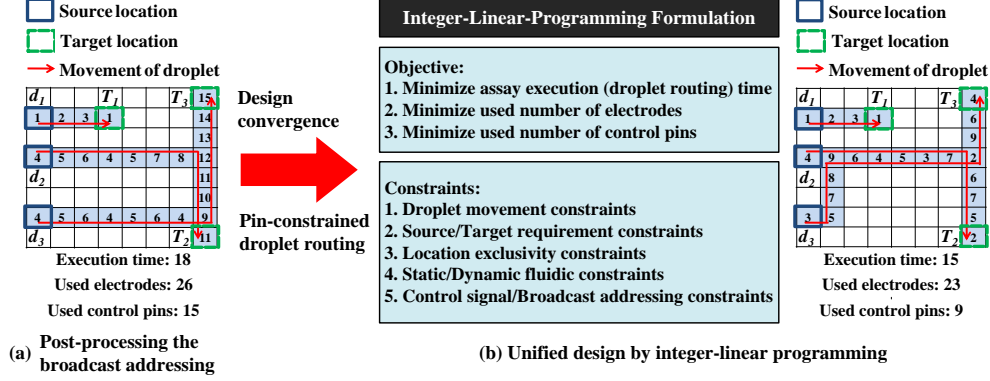 Source location
Target location
Movement of droplet
d1 T1 T3 15
1 2 3 1 14
13
4 5 6 4 5 7 8 12
d2 11
10
4 5 6 4 6 4 9
d3 T2 11
Execution time: 18
Used electrodes: 26
Used control pins: 15
(a) Post-processing the
broadcast addressing
Design
convergence
Pin-constrained
droplet routing
Integer-Linear-Programming Formulation
Objective:
1. Minimize assay execution (droplet routing) time
2. Minimize used number of electrodes
3. Minimize used number of control pins
Constraints:
1. Droplet movement constraints
2. Source/Target requirement constraints
3. Location exclusivity constraints
4. Static/Dynamic fluidic constraints
5. Control signal/Broadcast addressing constraints
Source location
Target location
Movement of droplet
d1 T1 T3 4
1 2 3 1 6
9
4 9 6 4 5 3 7 2
d2 8 6
7 7
3 5 5
d3 T2 2
Execution time: 15
Used electrodes: 23
Used control pins: 9
(b) Unified design by integer-linear programming